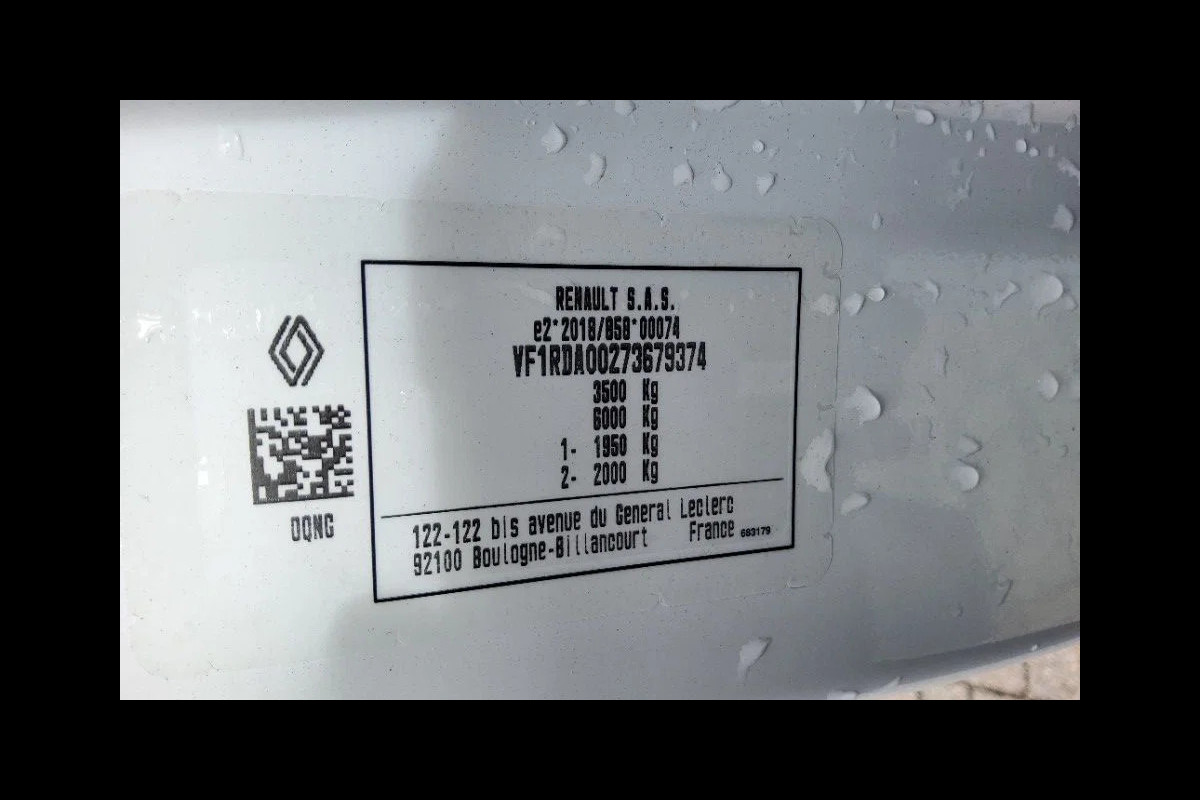 RENAULT S.A.S.
e2*2018/858*00074
VF1RDA00273679374
3500 Kg
6000 Kg
1- 1950 Kg
2- 2000 Kg
122-122 bis avenue du General Leclerc
92100 Boulogne-Billancourt France 683179
OQNG